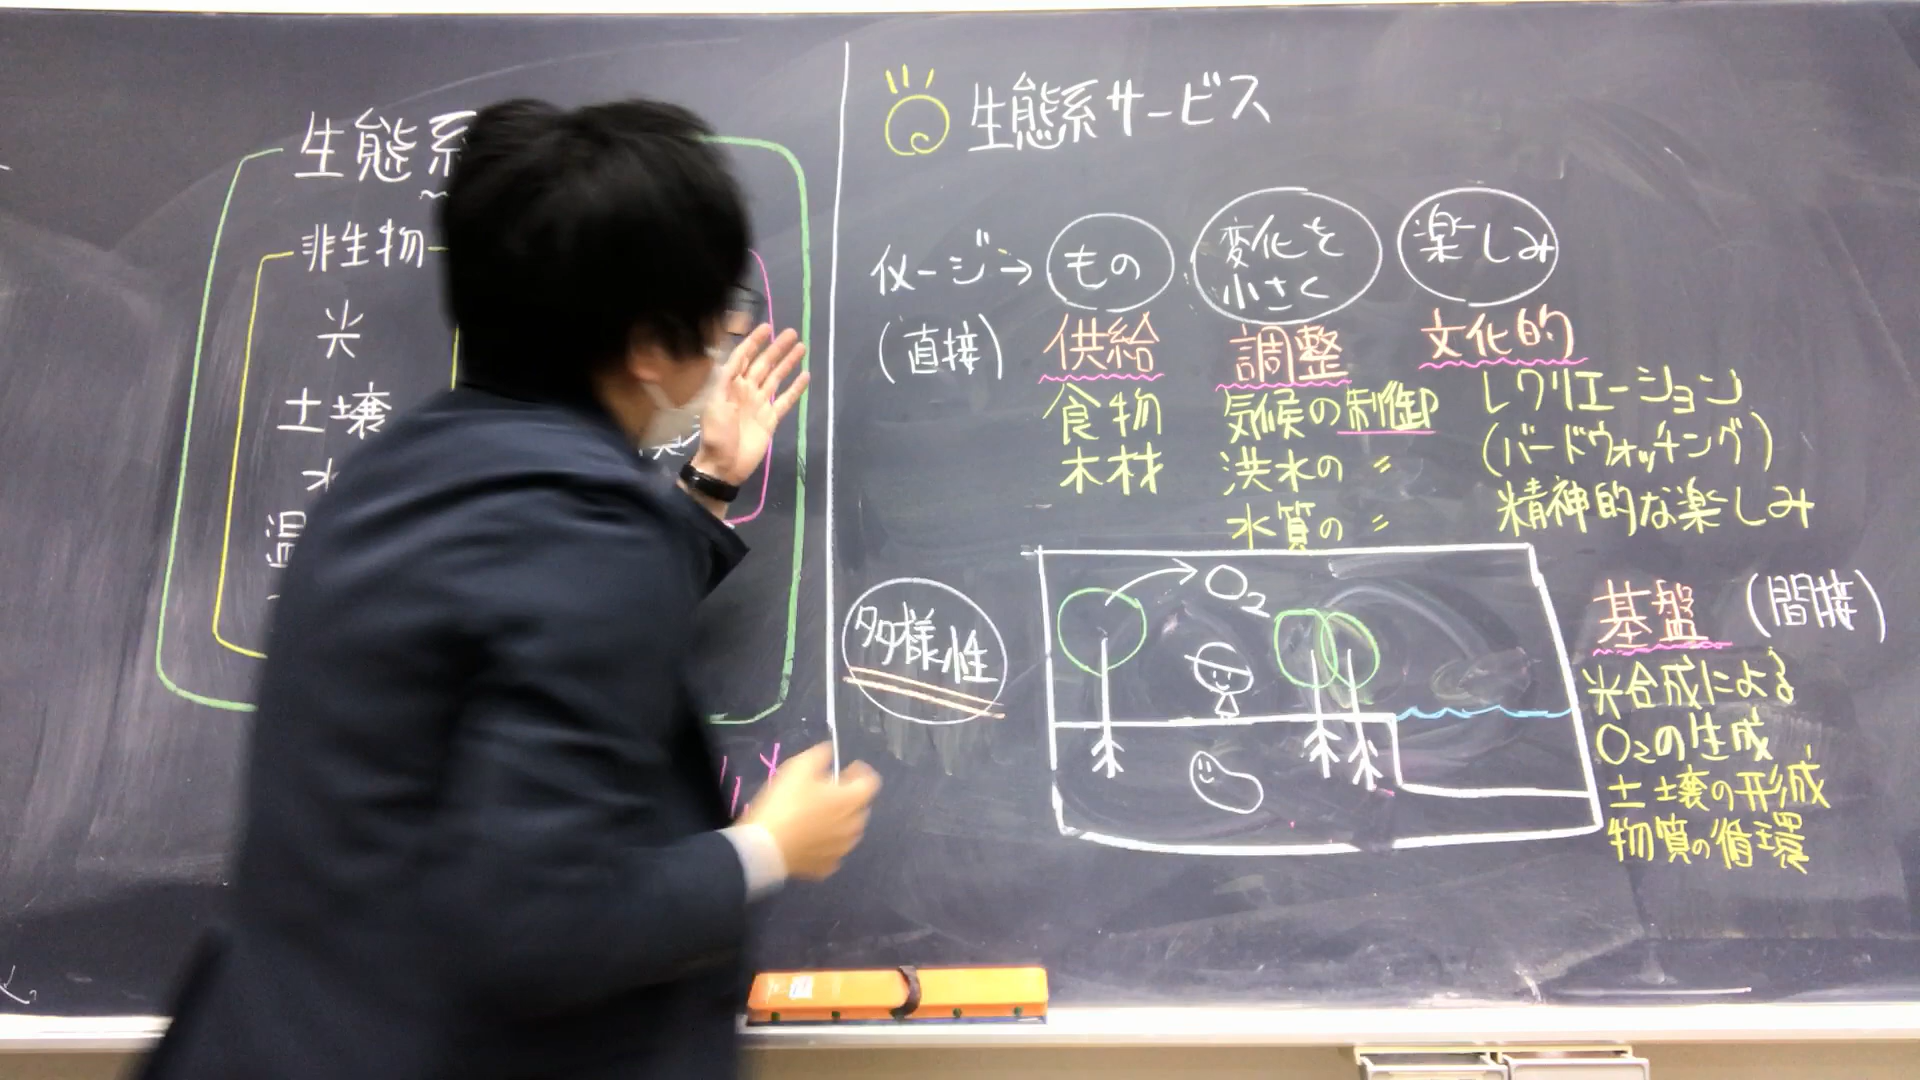 生態系
非生物
光
土壌
水
温
生態系サービス
イメージ→ もの 変化を小さく 楽しみ
(直接) 供給 調整 文化的
食物 気候の制御 レクリエーション
木材 洪水の 〃 (バードウォッチング)
水質の 〃 精神的な楽しみ
多様性
O₂
基盤 (間接)
光合成による
O₂の生成
土壌の形成
物質の循環